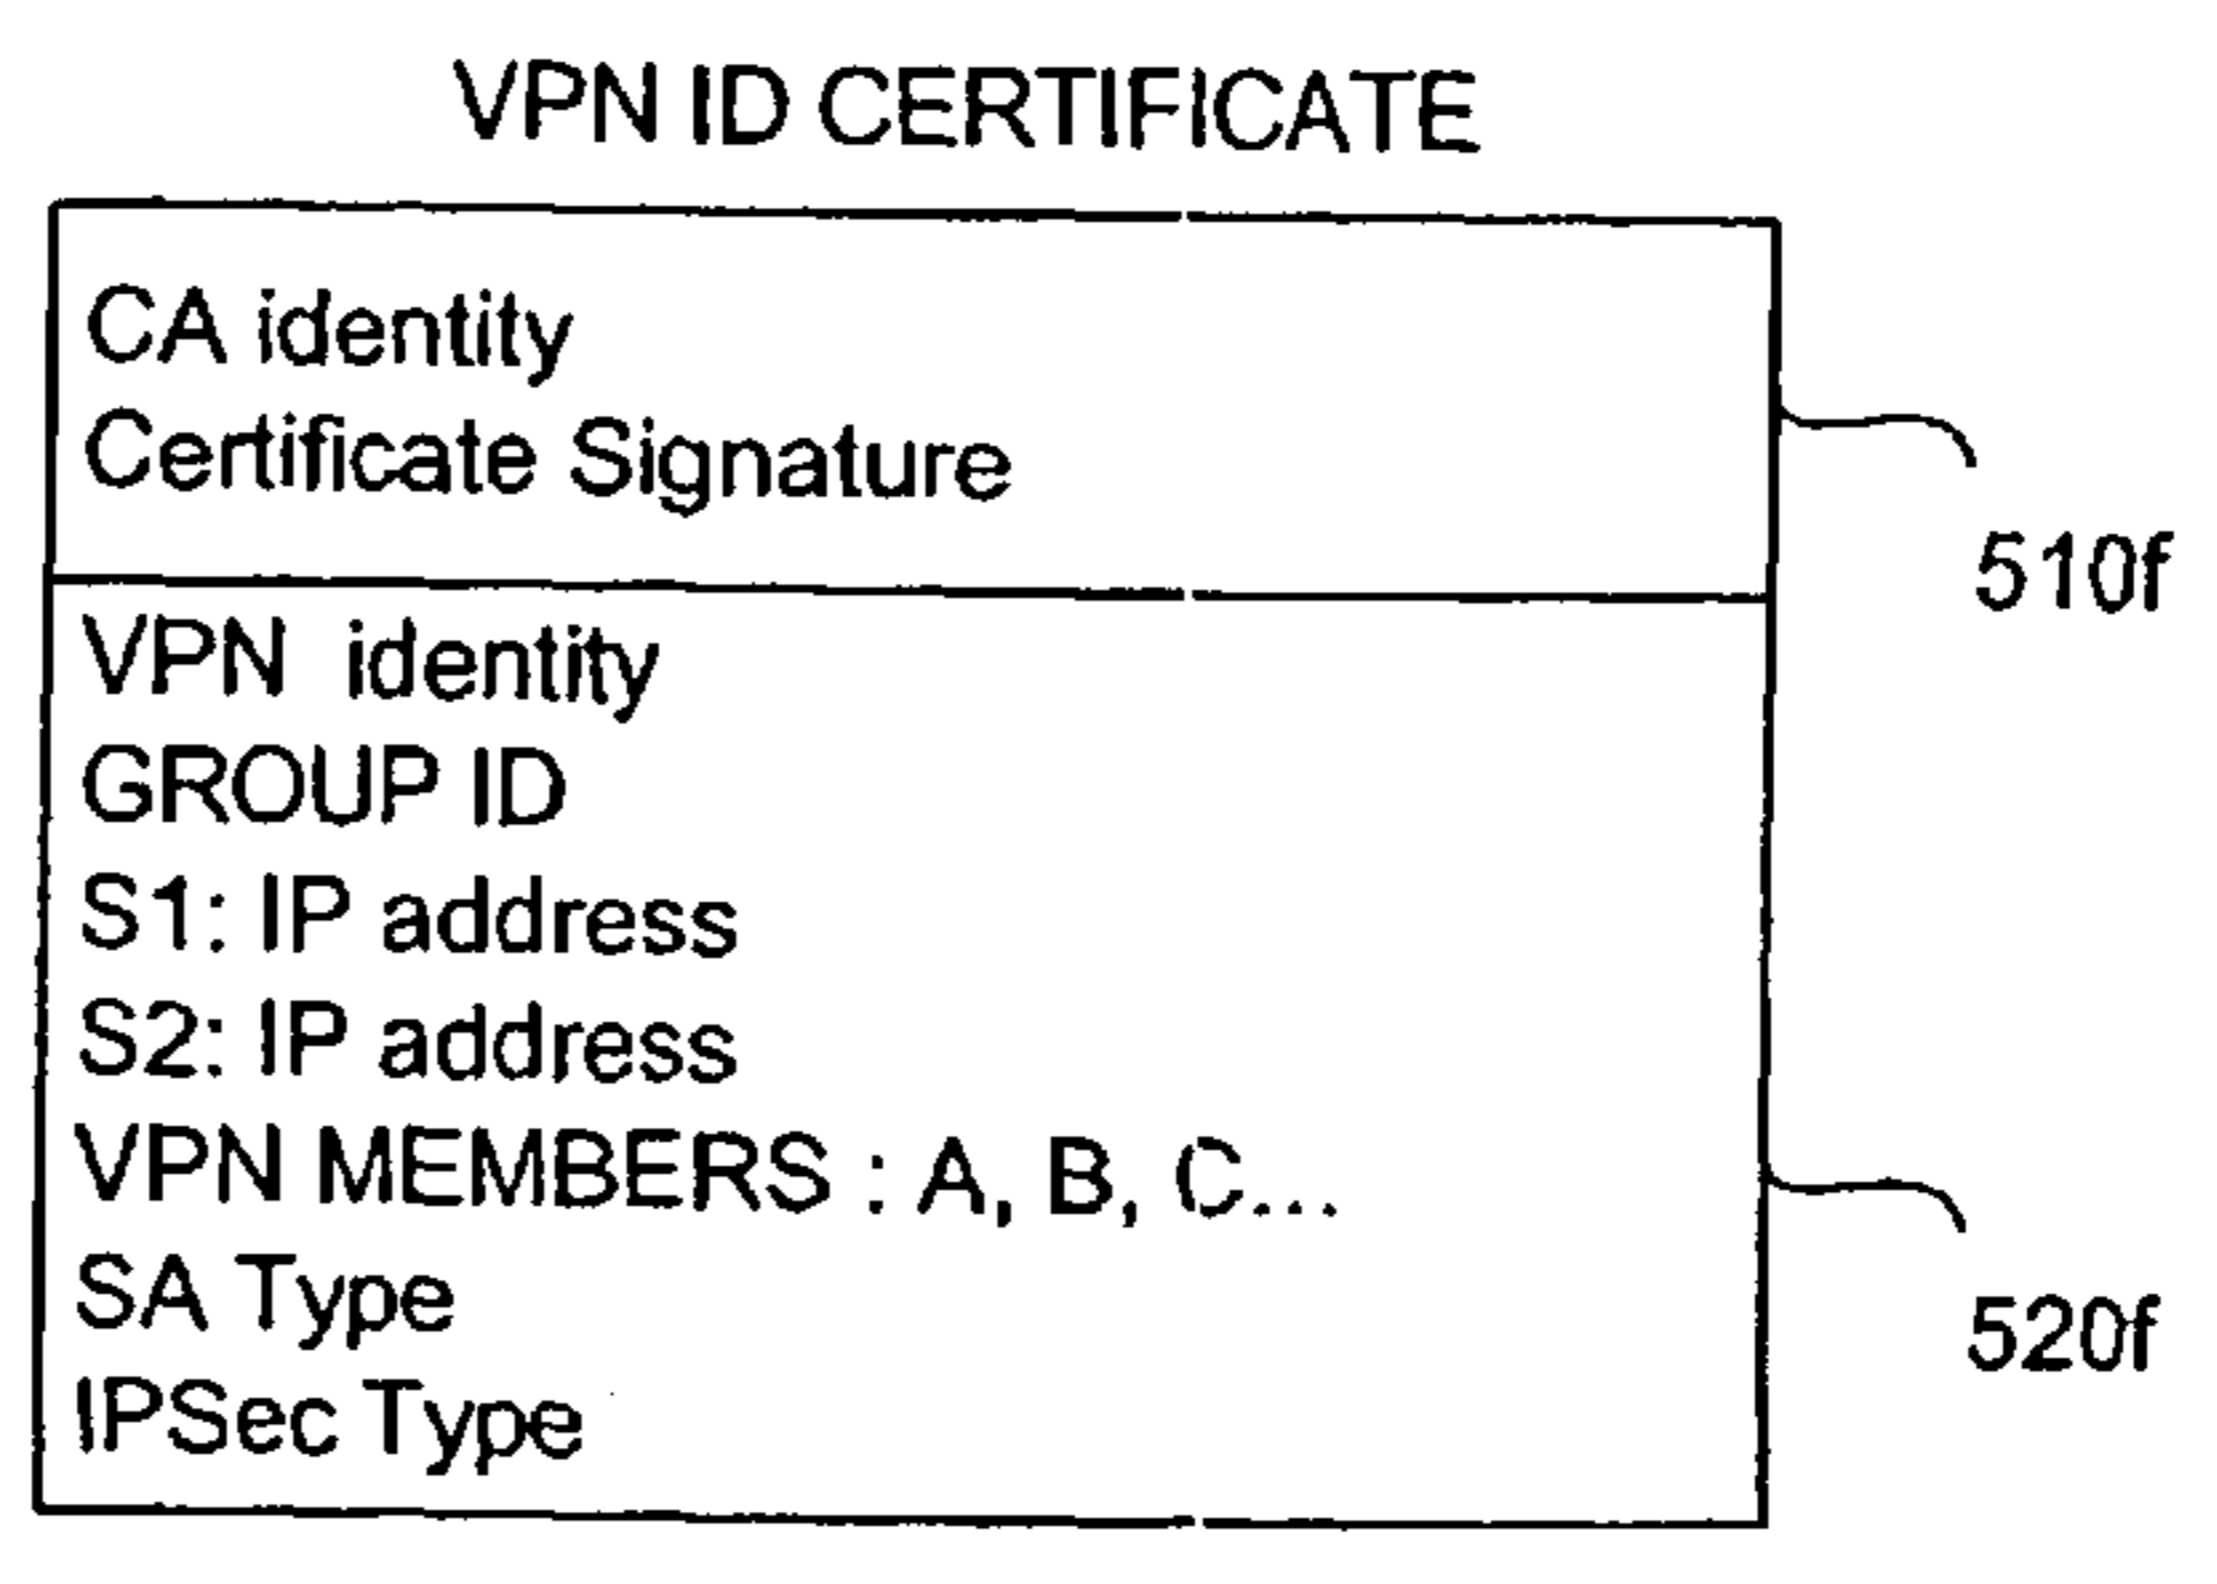 VPN ID CERTIFICATE
CA identity
Certificate Signature
510f
VPN identity
GROUP ID
S1: IP address
S2: IP address
VPN MEMBERS : A, B, C...
SA Type
520f
IPSec Type